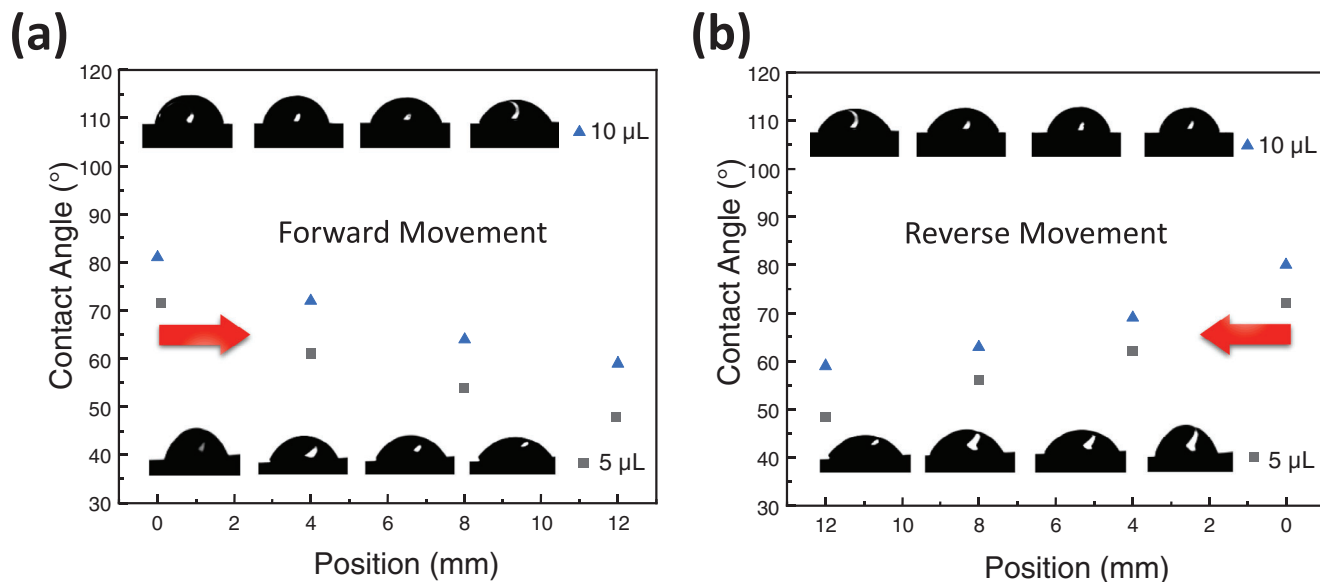 (a)
120
110
100
90
80
70
60
50
40
30
Contact Angle (°)
10 µL
Forward Movement
5 µL
0 2 4 6 8 10 12
Position (mm)
(b)
120
110
100
90
80
70
60
50
40
30
Contact Angle (°)
10 µL
Reverse Movement
5 µL
12 10 8 6 4 2 0
Position (mm)